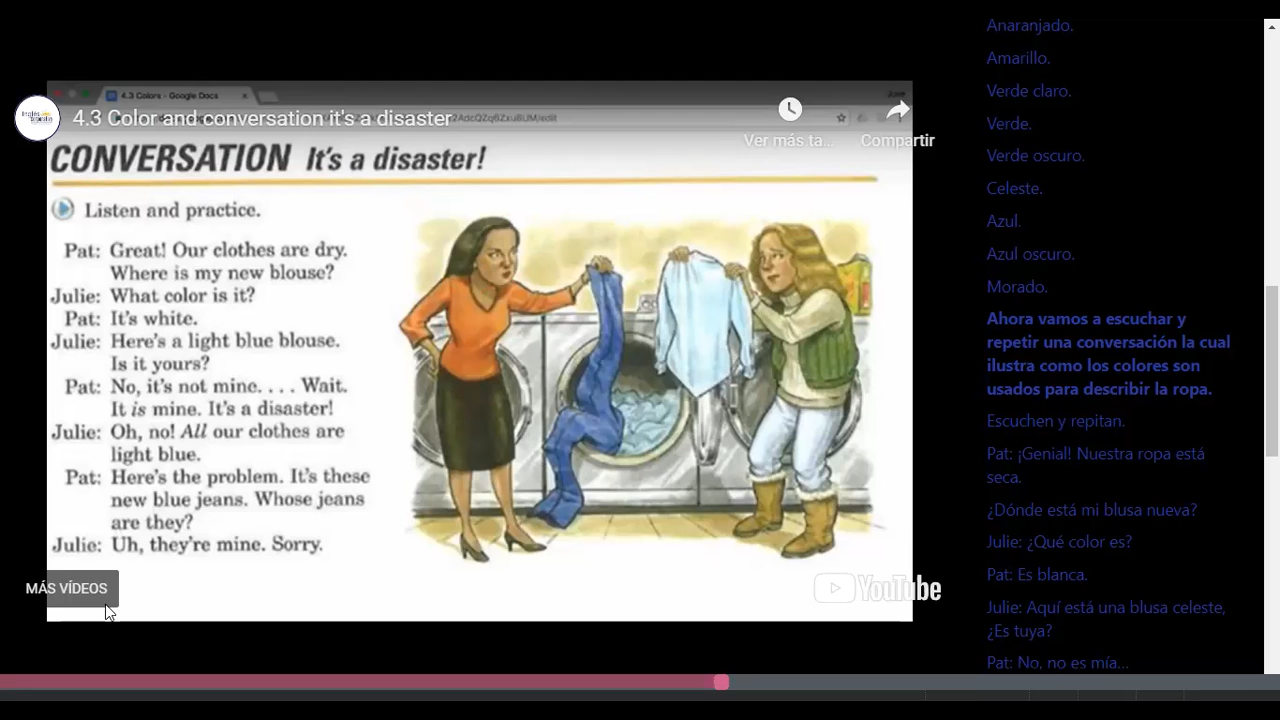 4.3 Colors - Google Docs
4.3 Color and conversation it's a disaster
Ver más ta...
Compartir
CONVERSATION It's a disaster!
Listen and practice.
Pat: Great! Our clothes are dry.
Where is my new blouse?
Julie: What color is it?
Pat: It's white.
Julie: Here's a light blue blouse.
Is it yours?
Pat: No, it's not mine. . . . Wait.
It is mine. It's a disaster!
Julie: Oh, no! All our clothes are
light blue.
Pat: Here's the problem. It's these
new blue jeans. Whose jeans
are they?
Julie: Uh, they're mine. Sorry.
MÁS VÍDEOS
YouTube
Anaranjado.
Amarillo.
Verde claro.
Verde.
Verde oscuro.
Celeste.
Azul.
Azul oscuro.
Morado.
Ahora vamos a escuchar y
repetir una conversación la cual
ilustra como los colores son
usados para describir la ropa.
Escuchen y repitan.
Pat: ¡Genial! Nuestra ropa está
seca.
¿Dónde está mi blusa nueva?
Julie: ¿Qué color es?
Pat: Es blanca.
Julie: Aquí está una blusa celeste,
¿Es tuya?
Pat: No, no es mía...